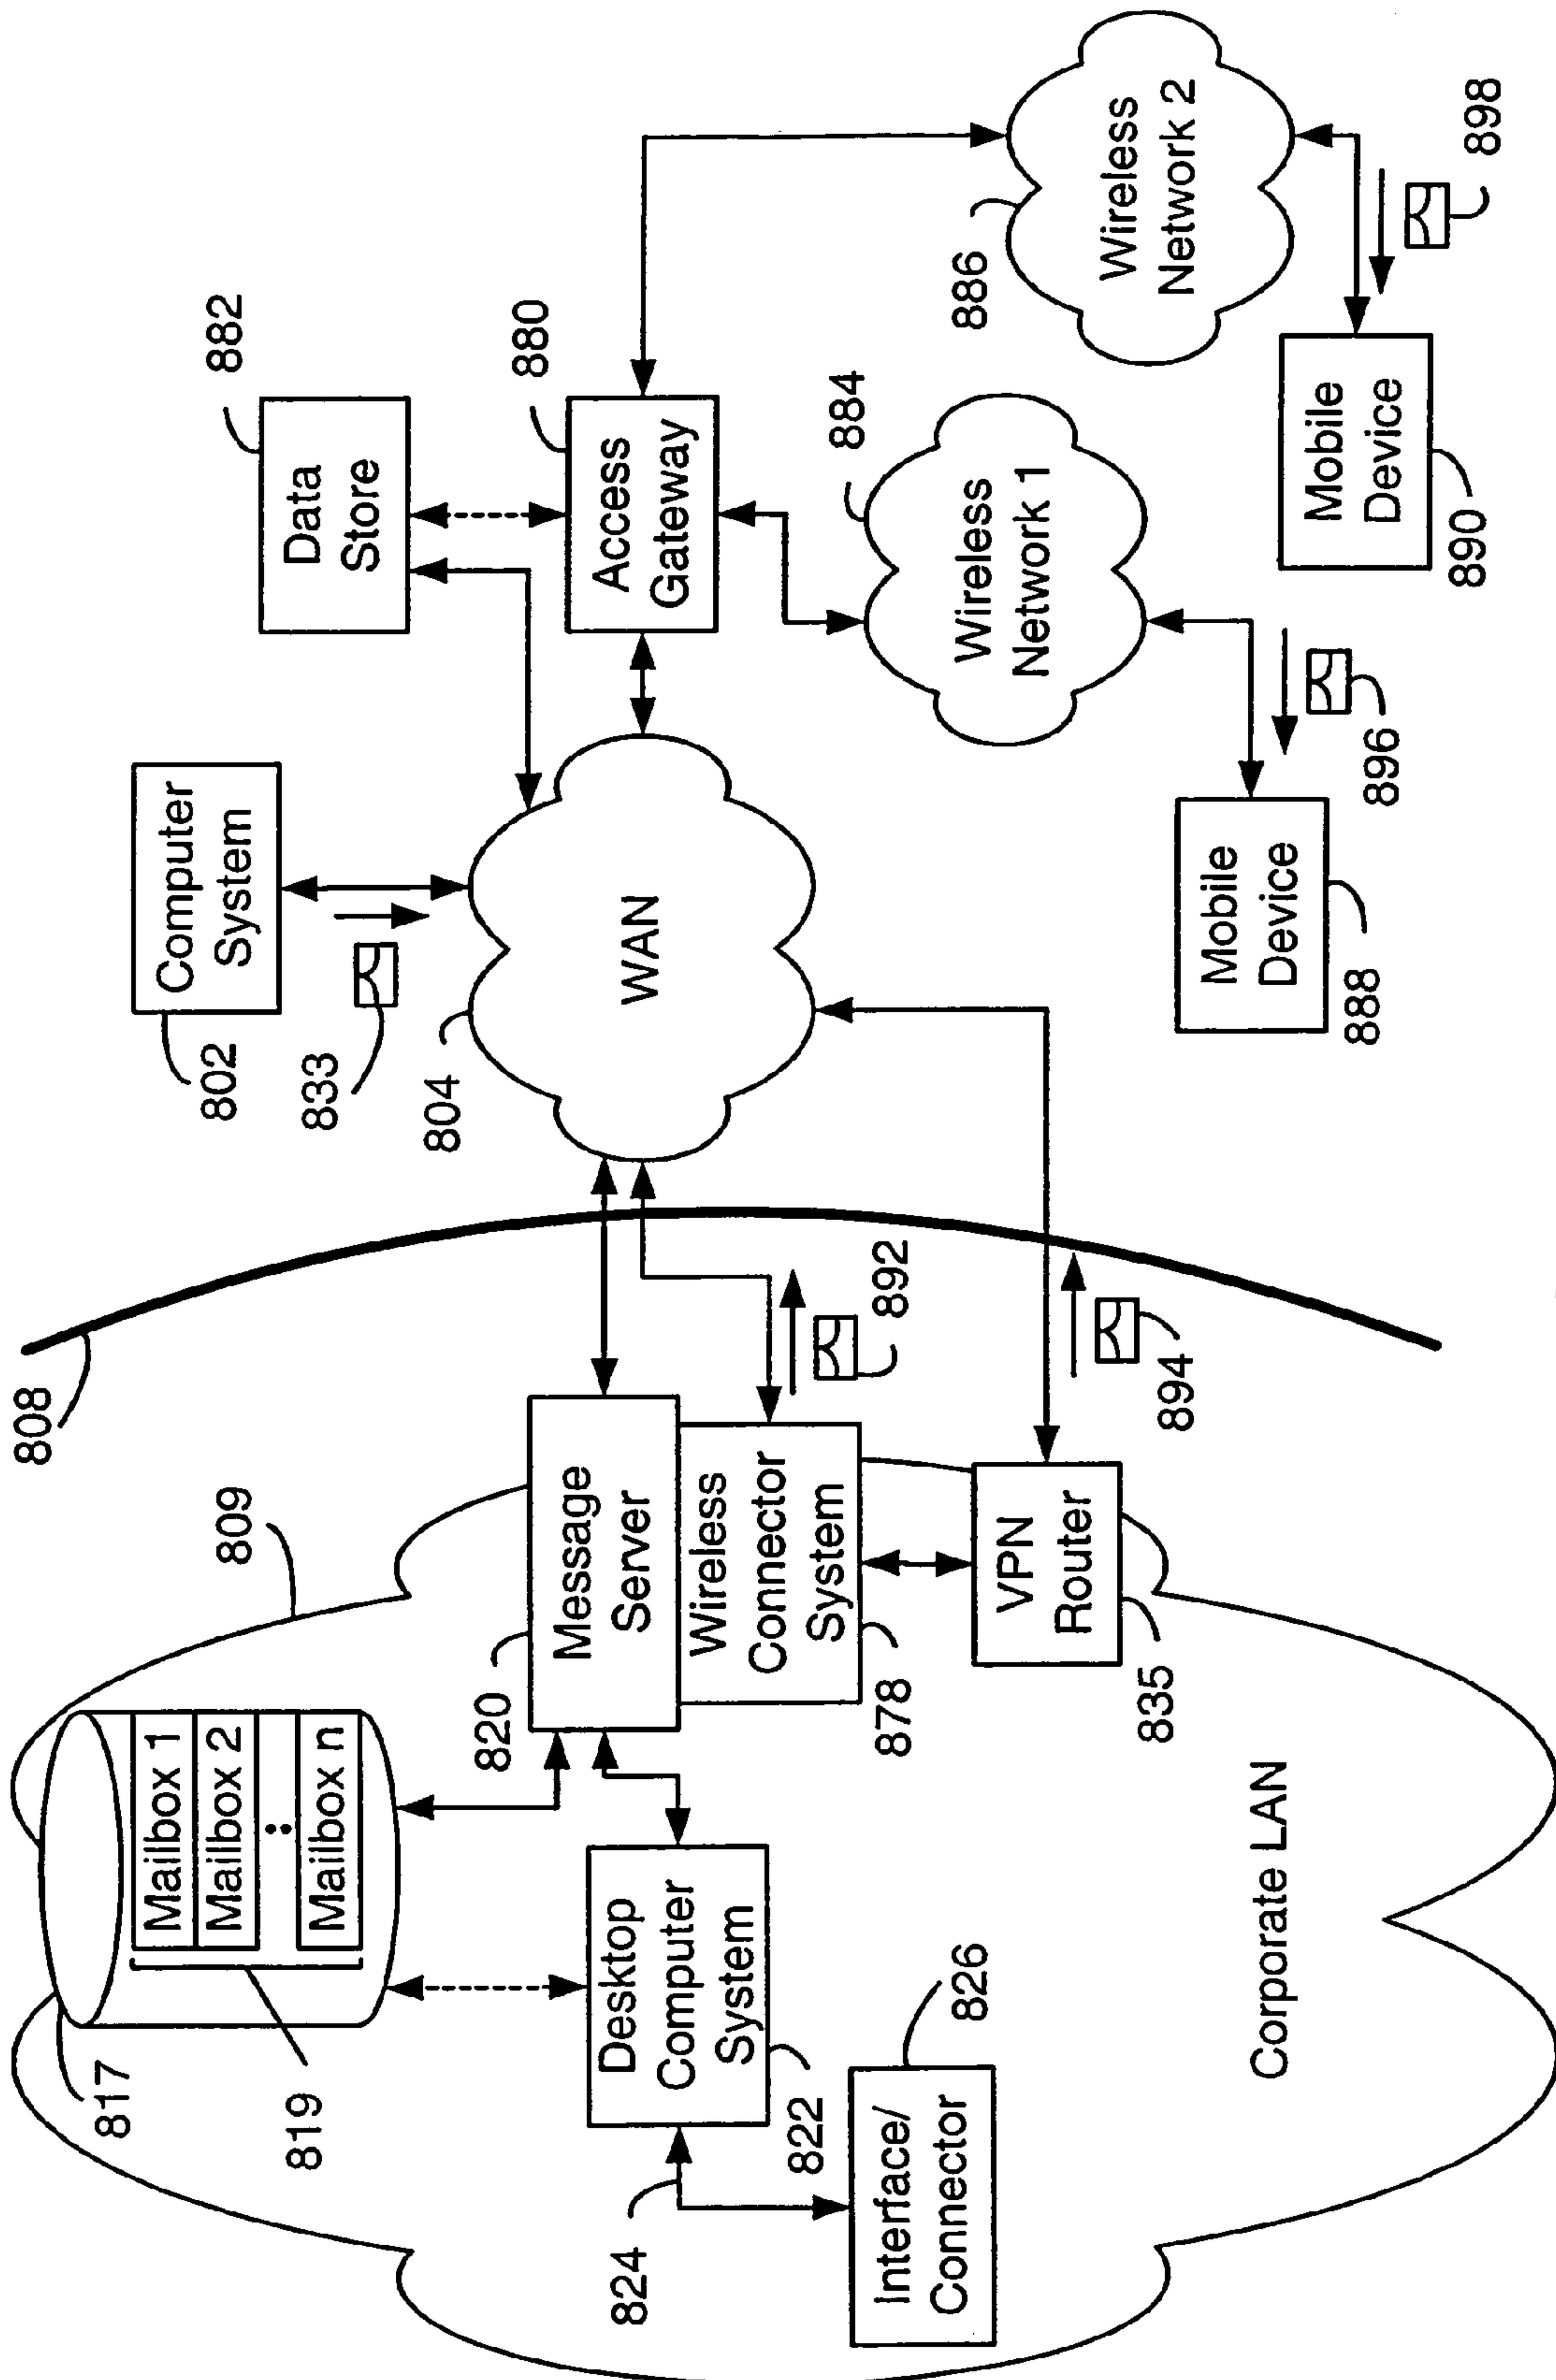 808
809
817
Mailbox 1
Mailbox 2
:
Mailbox n
819
820
Message
Server
Wireless
Connector
System
878
892
VPN
Router
835
894
Desktop
Computer
System
822
824
Interface/
Connector
826
Corporate LAN
Computer
System
802
833
804
WAN
Data
Store
882
Access
Gateway
880
884
Wireless
Network 1
886
Wireless
Network 2
Mobile
Device
888
896
Mobile
Device
890
898